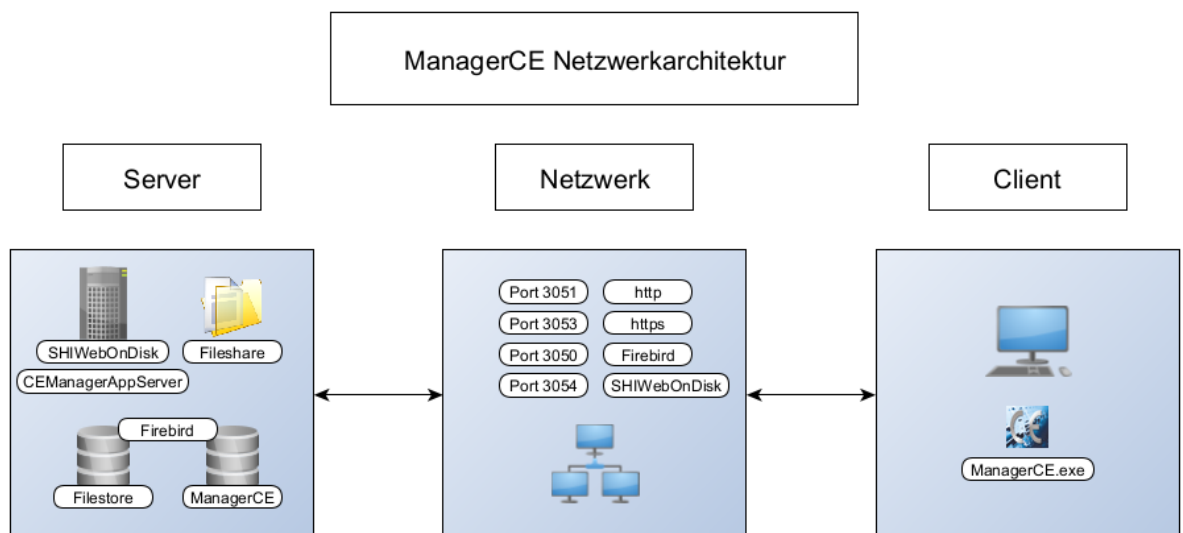 ManagerCE Netzwerkarchitektur
Server
Netzwerk
Client
SHIWebOnDisk
Fileshare
CEManagerAppServer
Firebird
Filestore
ManagerCE
Port 3051 http
Port 3053 https
Port 3050 Firebird
Port 3054 SHIWebOnDisk
CE
ManagerCE.exe